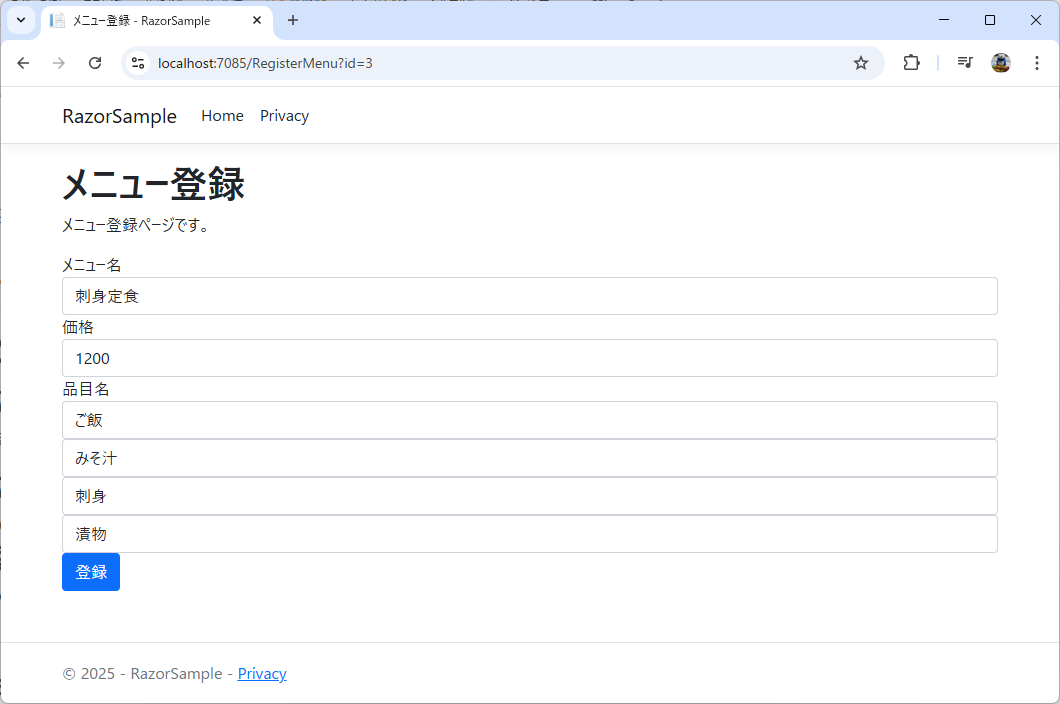 メニュー登録 - RazorSample
localhost:7085/RegisterMenu?id=3
RazorSample Home Privacy
メニュー登録
メニュー登録ページです。
メニュー名
刺身定食
価格
1200
品目名
ご飯
みそ汁
刺身
漬物
登録
© 2025 - RazorSample - Privacy